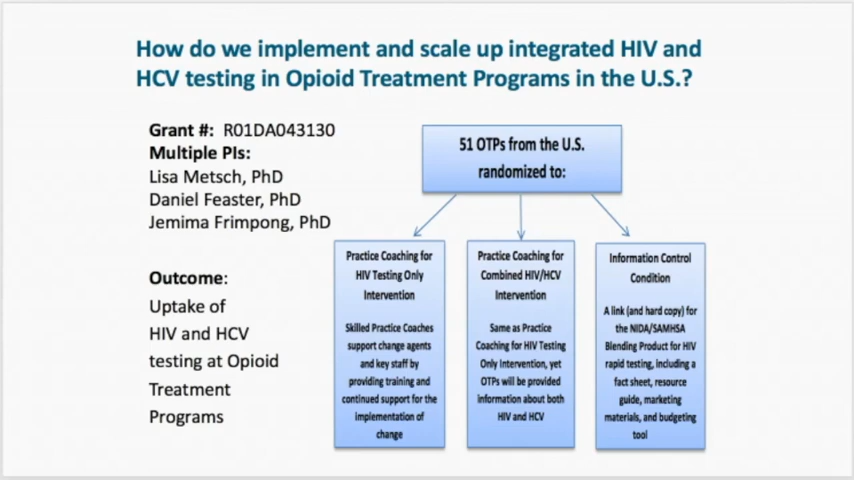 How do we implement and scale up integrated HIV and
HCV testing in Opioid Treatment Programs in the U.S.?
Grant #: R01DA043130
Multiple PIs:
Lisa Metsch, PhD
Daniel Feaster, PhD
Jemima Frimpong, PhD
Outcome:
Uptake of
HIV and HCV
testing at Opioid
Treatment
Programs
51 OTPs from the U.S.
randomized to:
Practice Coaching for
HIV Testing Only
Intervention
Skilled Practice Coaches
support change agents
and key staff by
providing training and
continued support for the
implementation of
change
Practice Coaching for
Combined HIV/HCV
Intervention
Same as Practice
Coaching for HIV Testing
Only Intervention, yet
OTPs will be provided
information about both
HIV and HCV
Information Control
Condition
A link (and hard copy) for
the NIDA/SAMHSA
Blending Product for HIV
rapid testing, including a
fact sheet, resource
guide, marketing
materials, and budgeting
tool